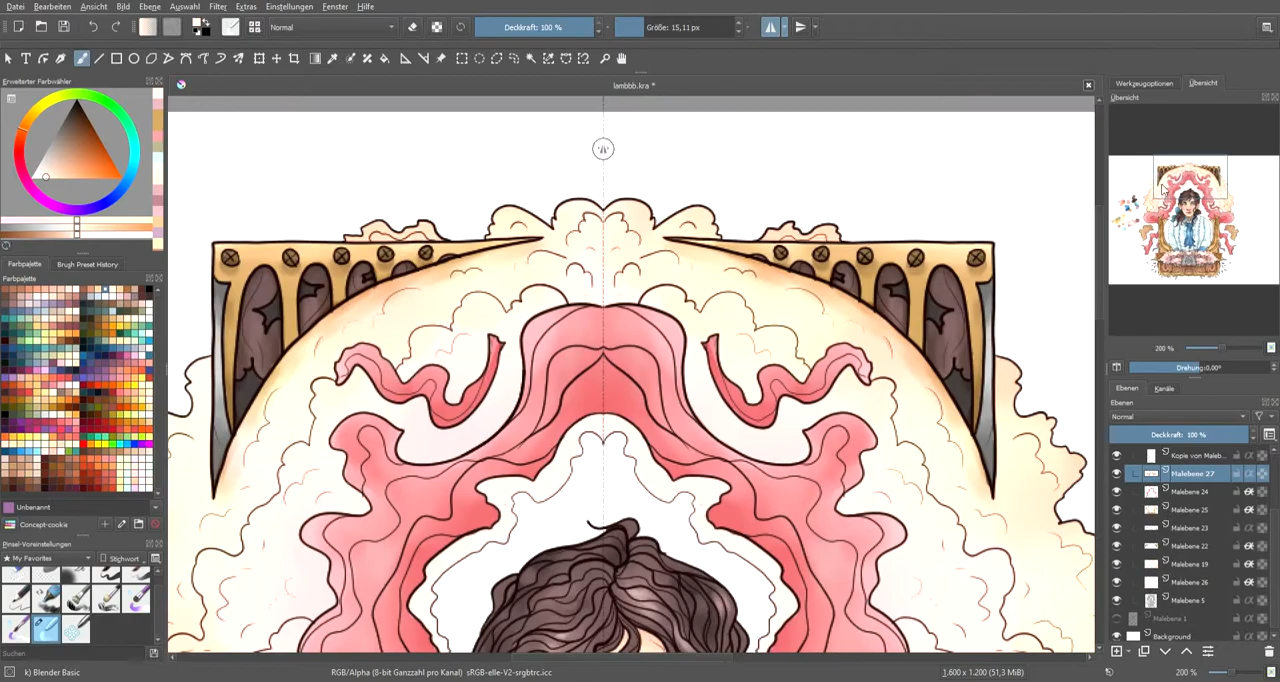 Datei Bearbeiten Ansicht Bild Ebene Auswahl Filter Extras Einstellungen Fenster Hilfe
Normal Deckkraft: 100 % Größe: 15,11 px
Erweiterter Farbwähler
lambbb.kra *
Werkzeugoptionen Übersicht
Übersicht
200 %
Drehung:0,00°
Ebenen Kanäle
Ebenen
Normal
Deckkraft: 100 %
Kopie von Maleb...
Malebene 27
Malebene 24
Malebene 25
Malebene 23
Malebene 22
Malebene 19
Malebene 26
Malebene 5
Malebene 1
Background
Farbpalette Brush Preset History
Farbpalette
Unbenannt
Concept-cookie
Pinsel-Voreinstellungen
My Favorites Stichwort
Suchen
k) Blender Basic RGB/Alpha (8-bit Ganzzahl pro Kanal) sRGB-elle-V2-srgbtrc.icc 1.600 x 1.200 (51,3 MiB) 200 %